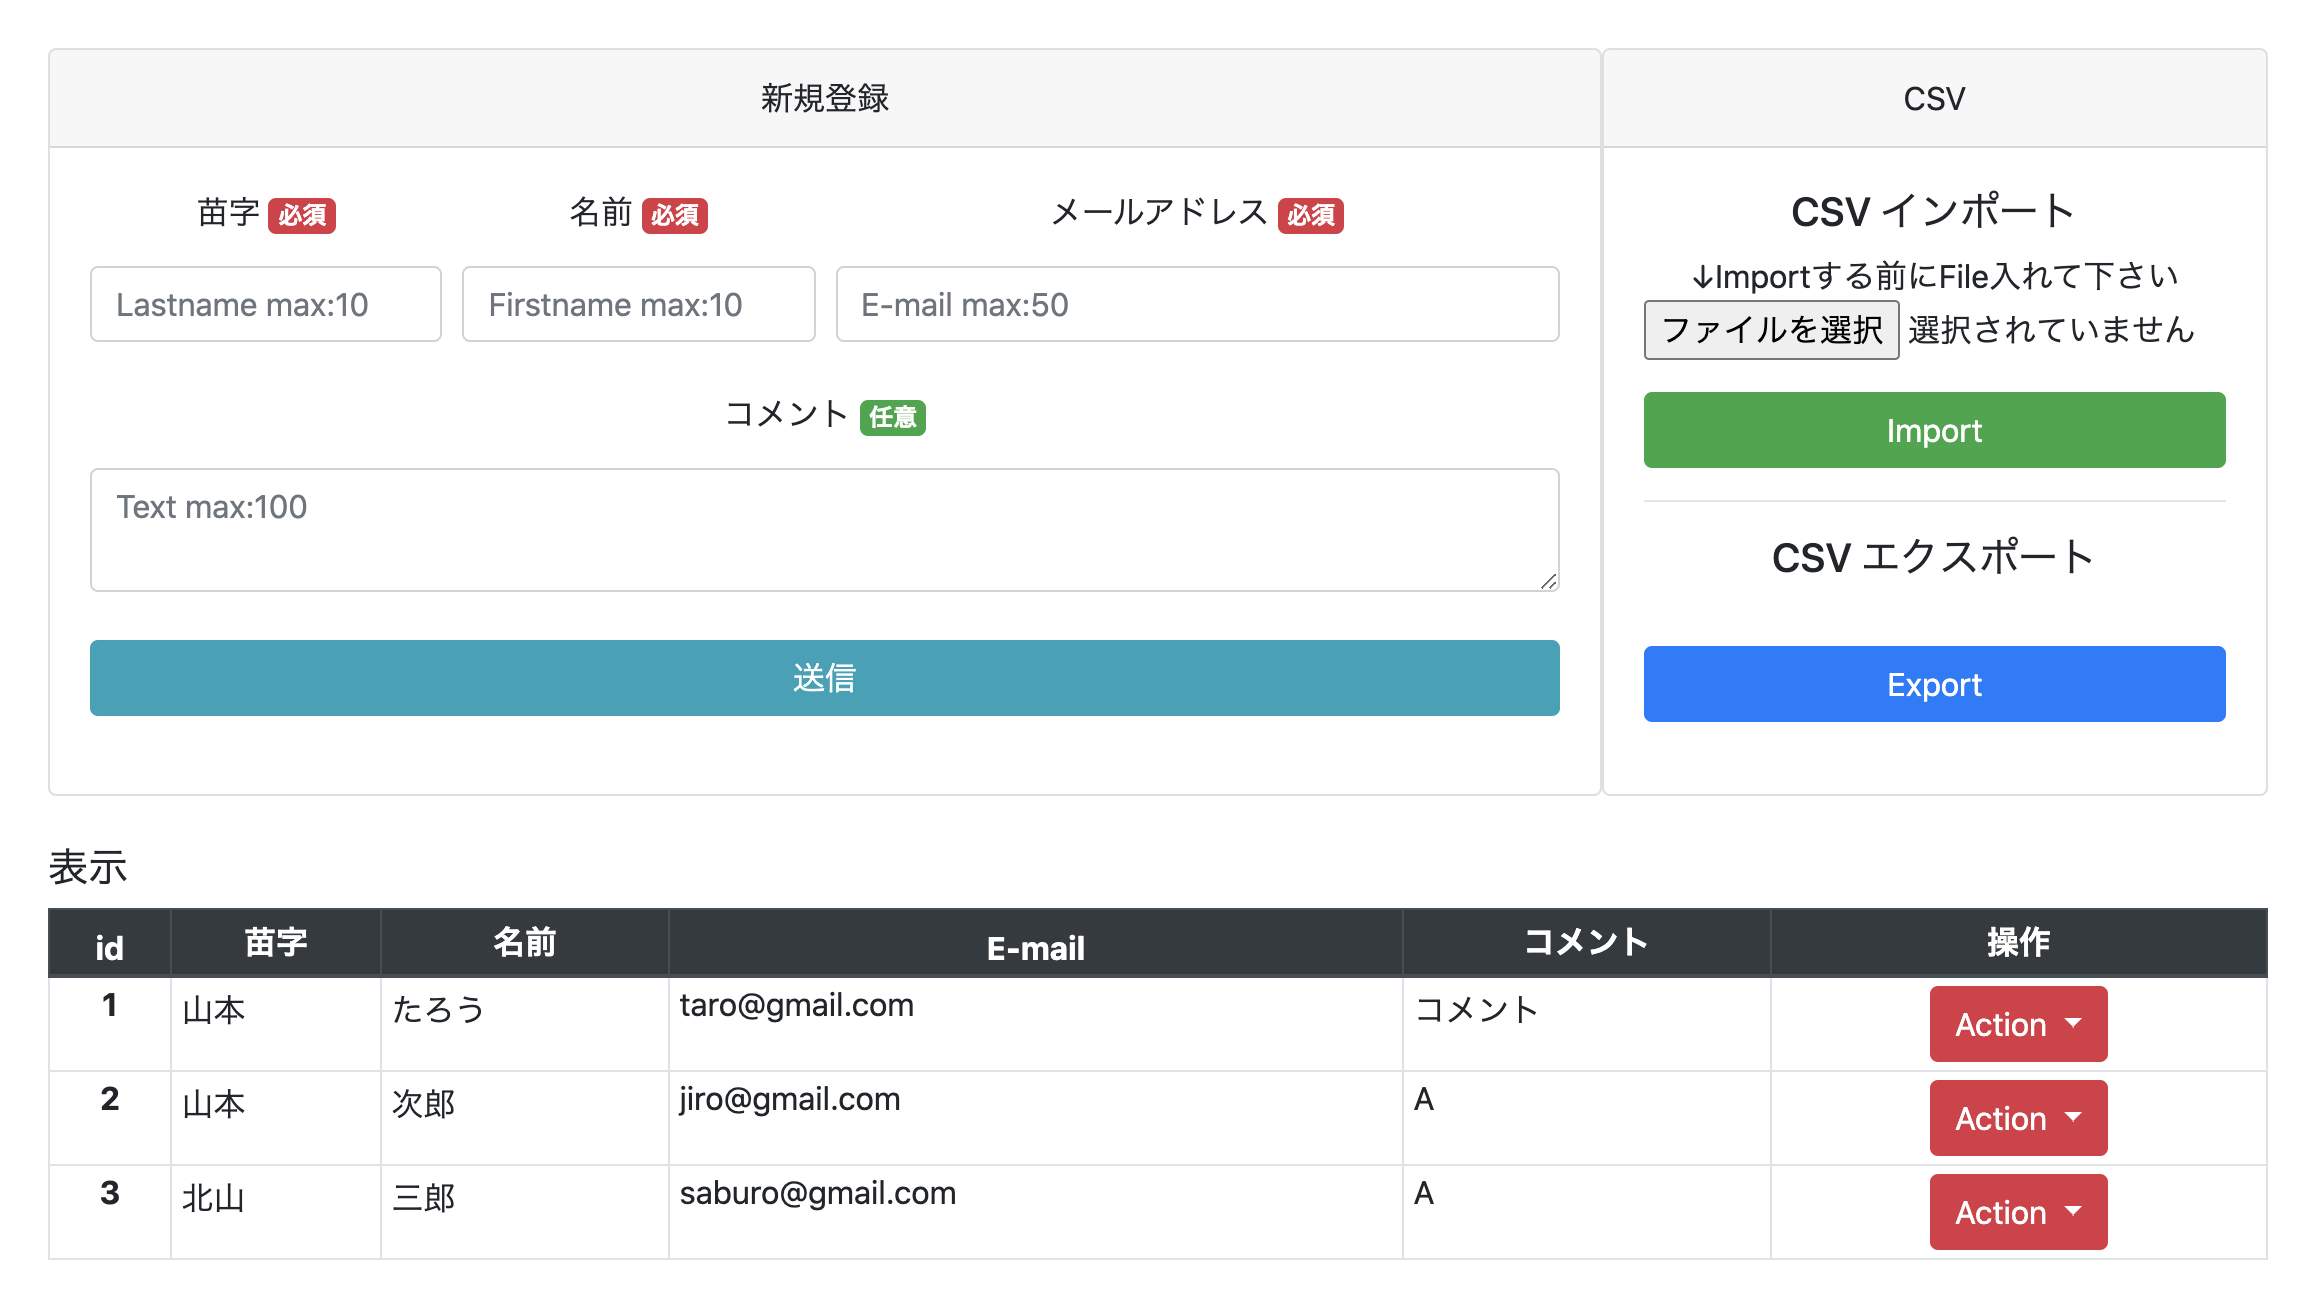 新規登録
苗字 必須 名前 必須 メールアドレス 必須
Lastname max:10 Firstname max:10 E-mail max:50
コメント 任意
Text max:100
送信
CSV
CSV インポート
↓Importする前にFile入れて下さい
ファイルを選択 選択されていません
Import
CSV エクスポート
Export
表示
id 苗字 名前 E-mail コメント 操作
1 山本 たろう taro@gmail.com コメント Action
2 山本 次郎 jiro@gmail.com A Action
3 北山 三郎 saburo@gmail.com A Action